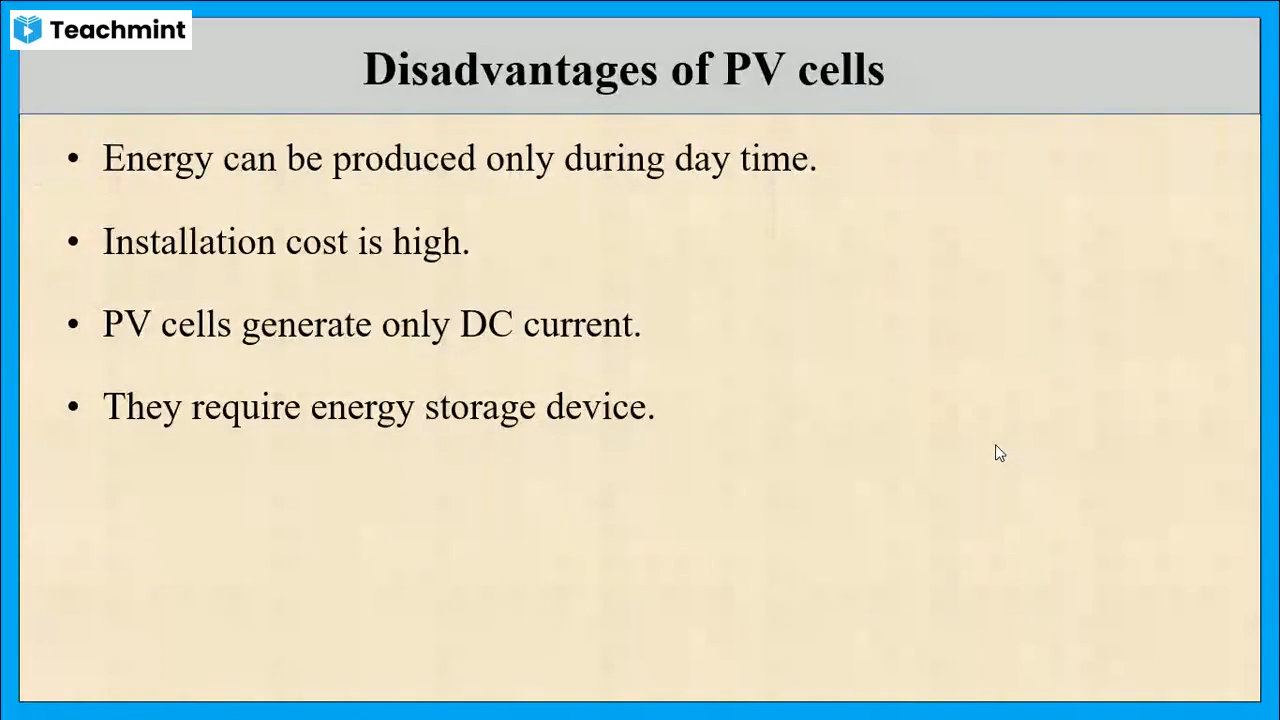 Teachmint
Disadvantages of PV cells
• Energy can be produced only during day time.
• Installation cost is high.
• PV cells generate only DC current.
• They require energy storage device.